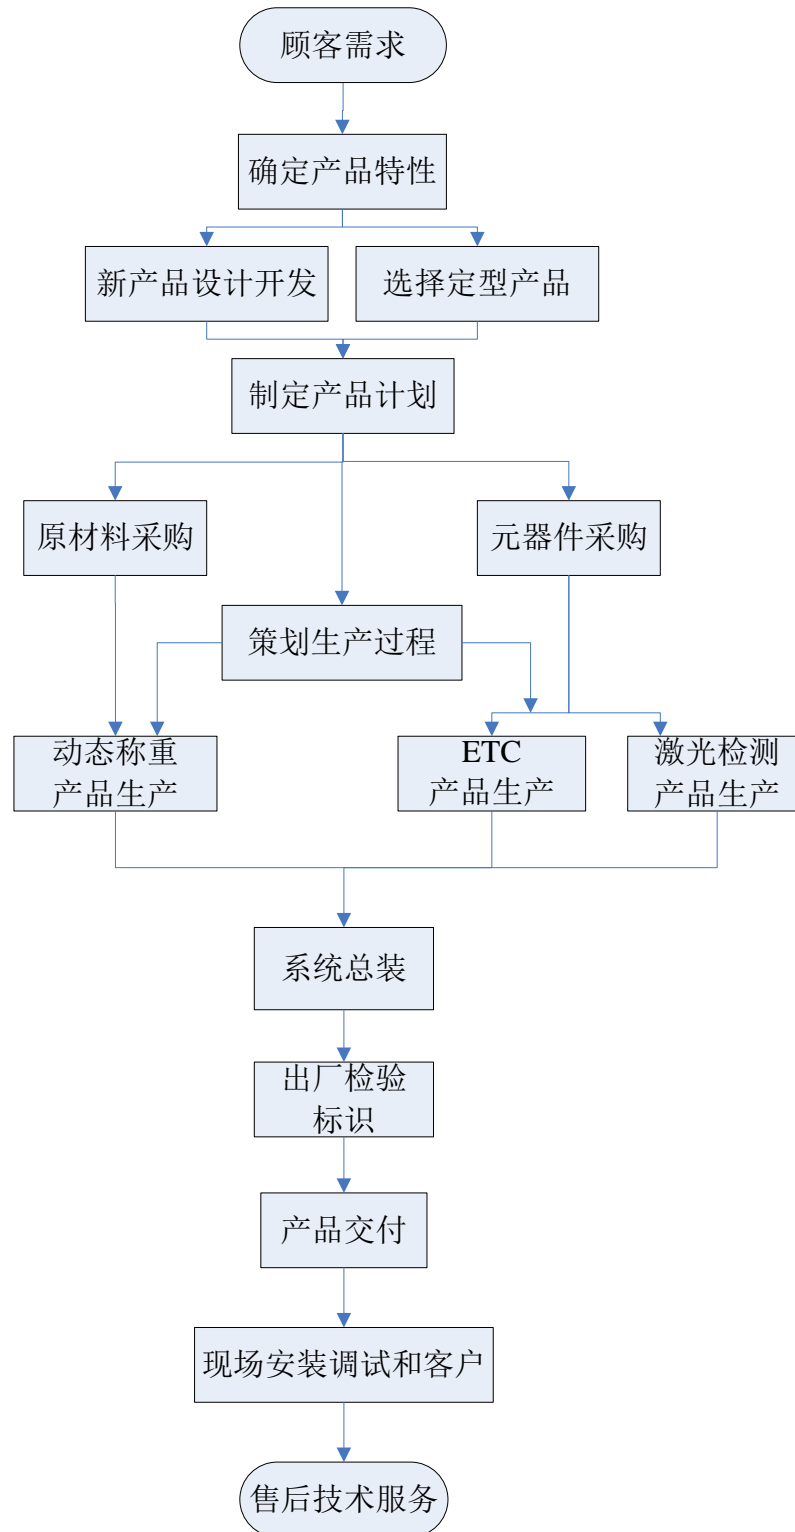 顾客需求
确定产品特性
新产品设计开发
选择定型产品
制定产品计划
原材料采购
元器件采购
策划生产过程
动态称重
产品生产
ETC
产品生产
激光检测
产品生产
系统总装
出厂检验
标识
产品交付
现场安装调试和客户
售后技术服务